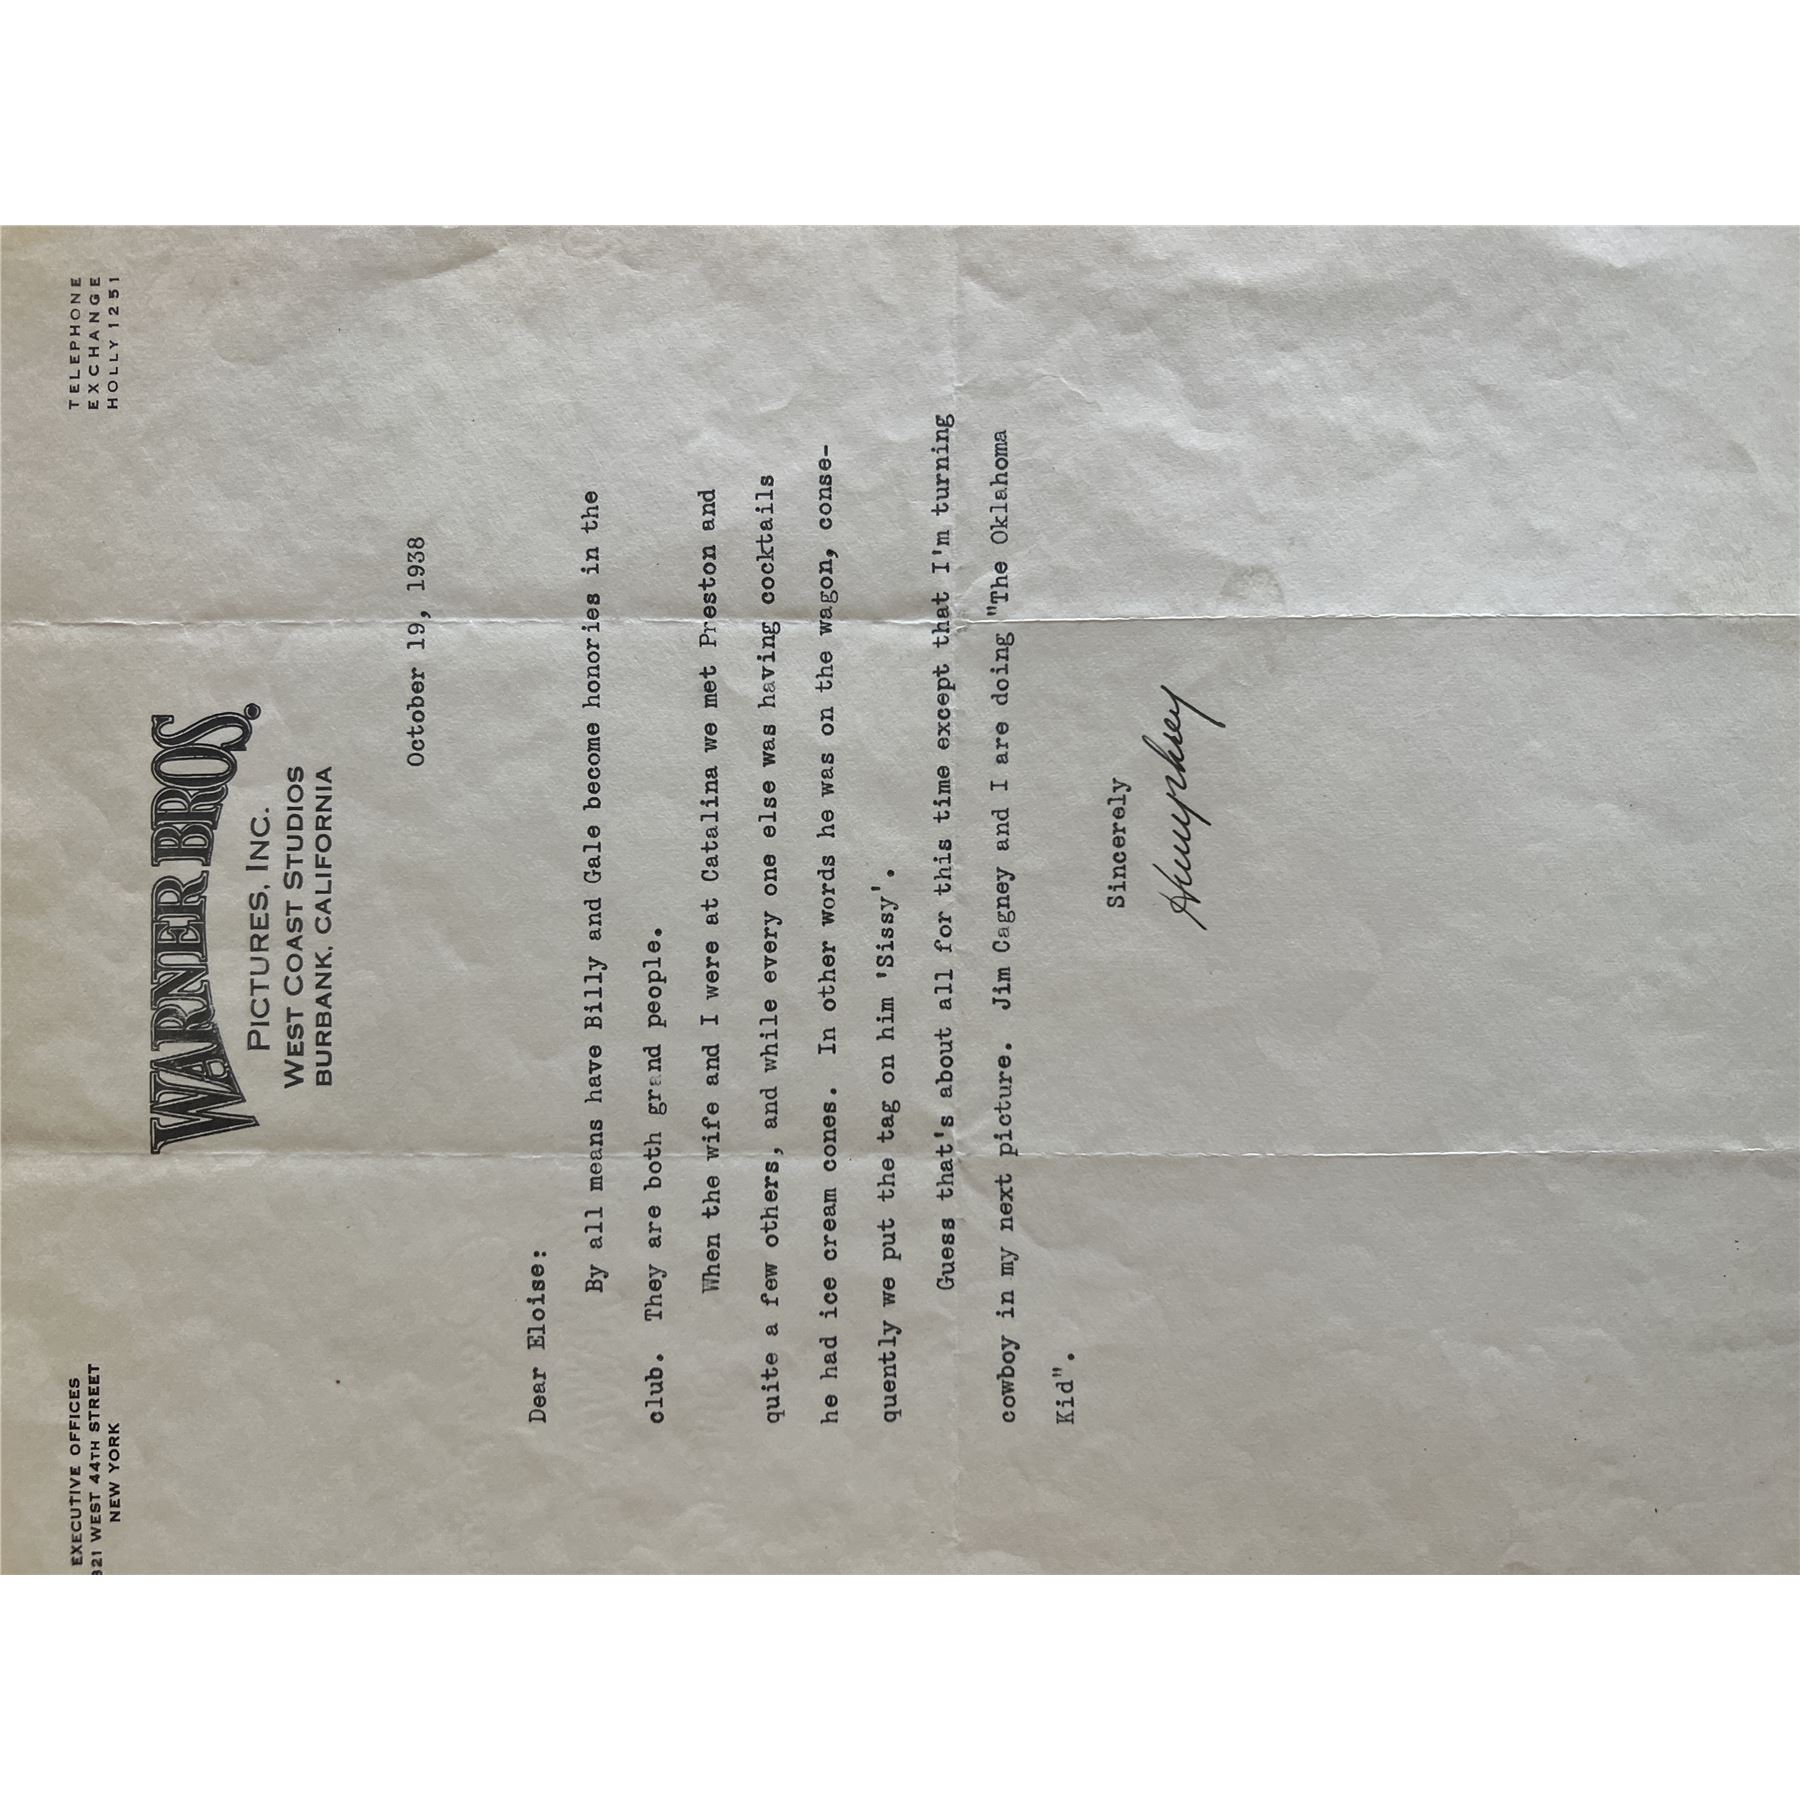 EXECUTIVE OFFICES
321 WEST 44TH STREET
NEW YORK
TELEPHONE
EXCHANGE
HOLLY 1251
WARNER BROS.
PICTURES, INC.
WEST COAST STUDIOS
BURBANK, CALIFORNIA
October 19, 1938
Dear Eloise:
By all means have Billy and Gale become honories in the
club. They are both grand people.
When the wife and I were at Catalina we met Preston and
quite a few others, and while every one else was having cocktails
he had ice cream cones. In other words he was on the wagon, conse-
quently we put the tag on him 'Sissy'.
Guess that's about all for this time except that I'm turning
cowboy in my next picture. Jim Cagney and I are doing "The Oklahoma
Kid".
Sincerely
Humphrey